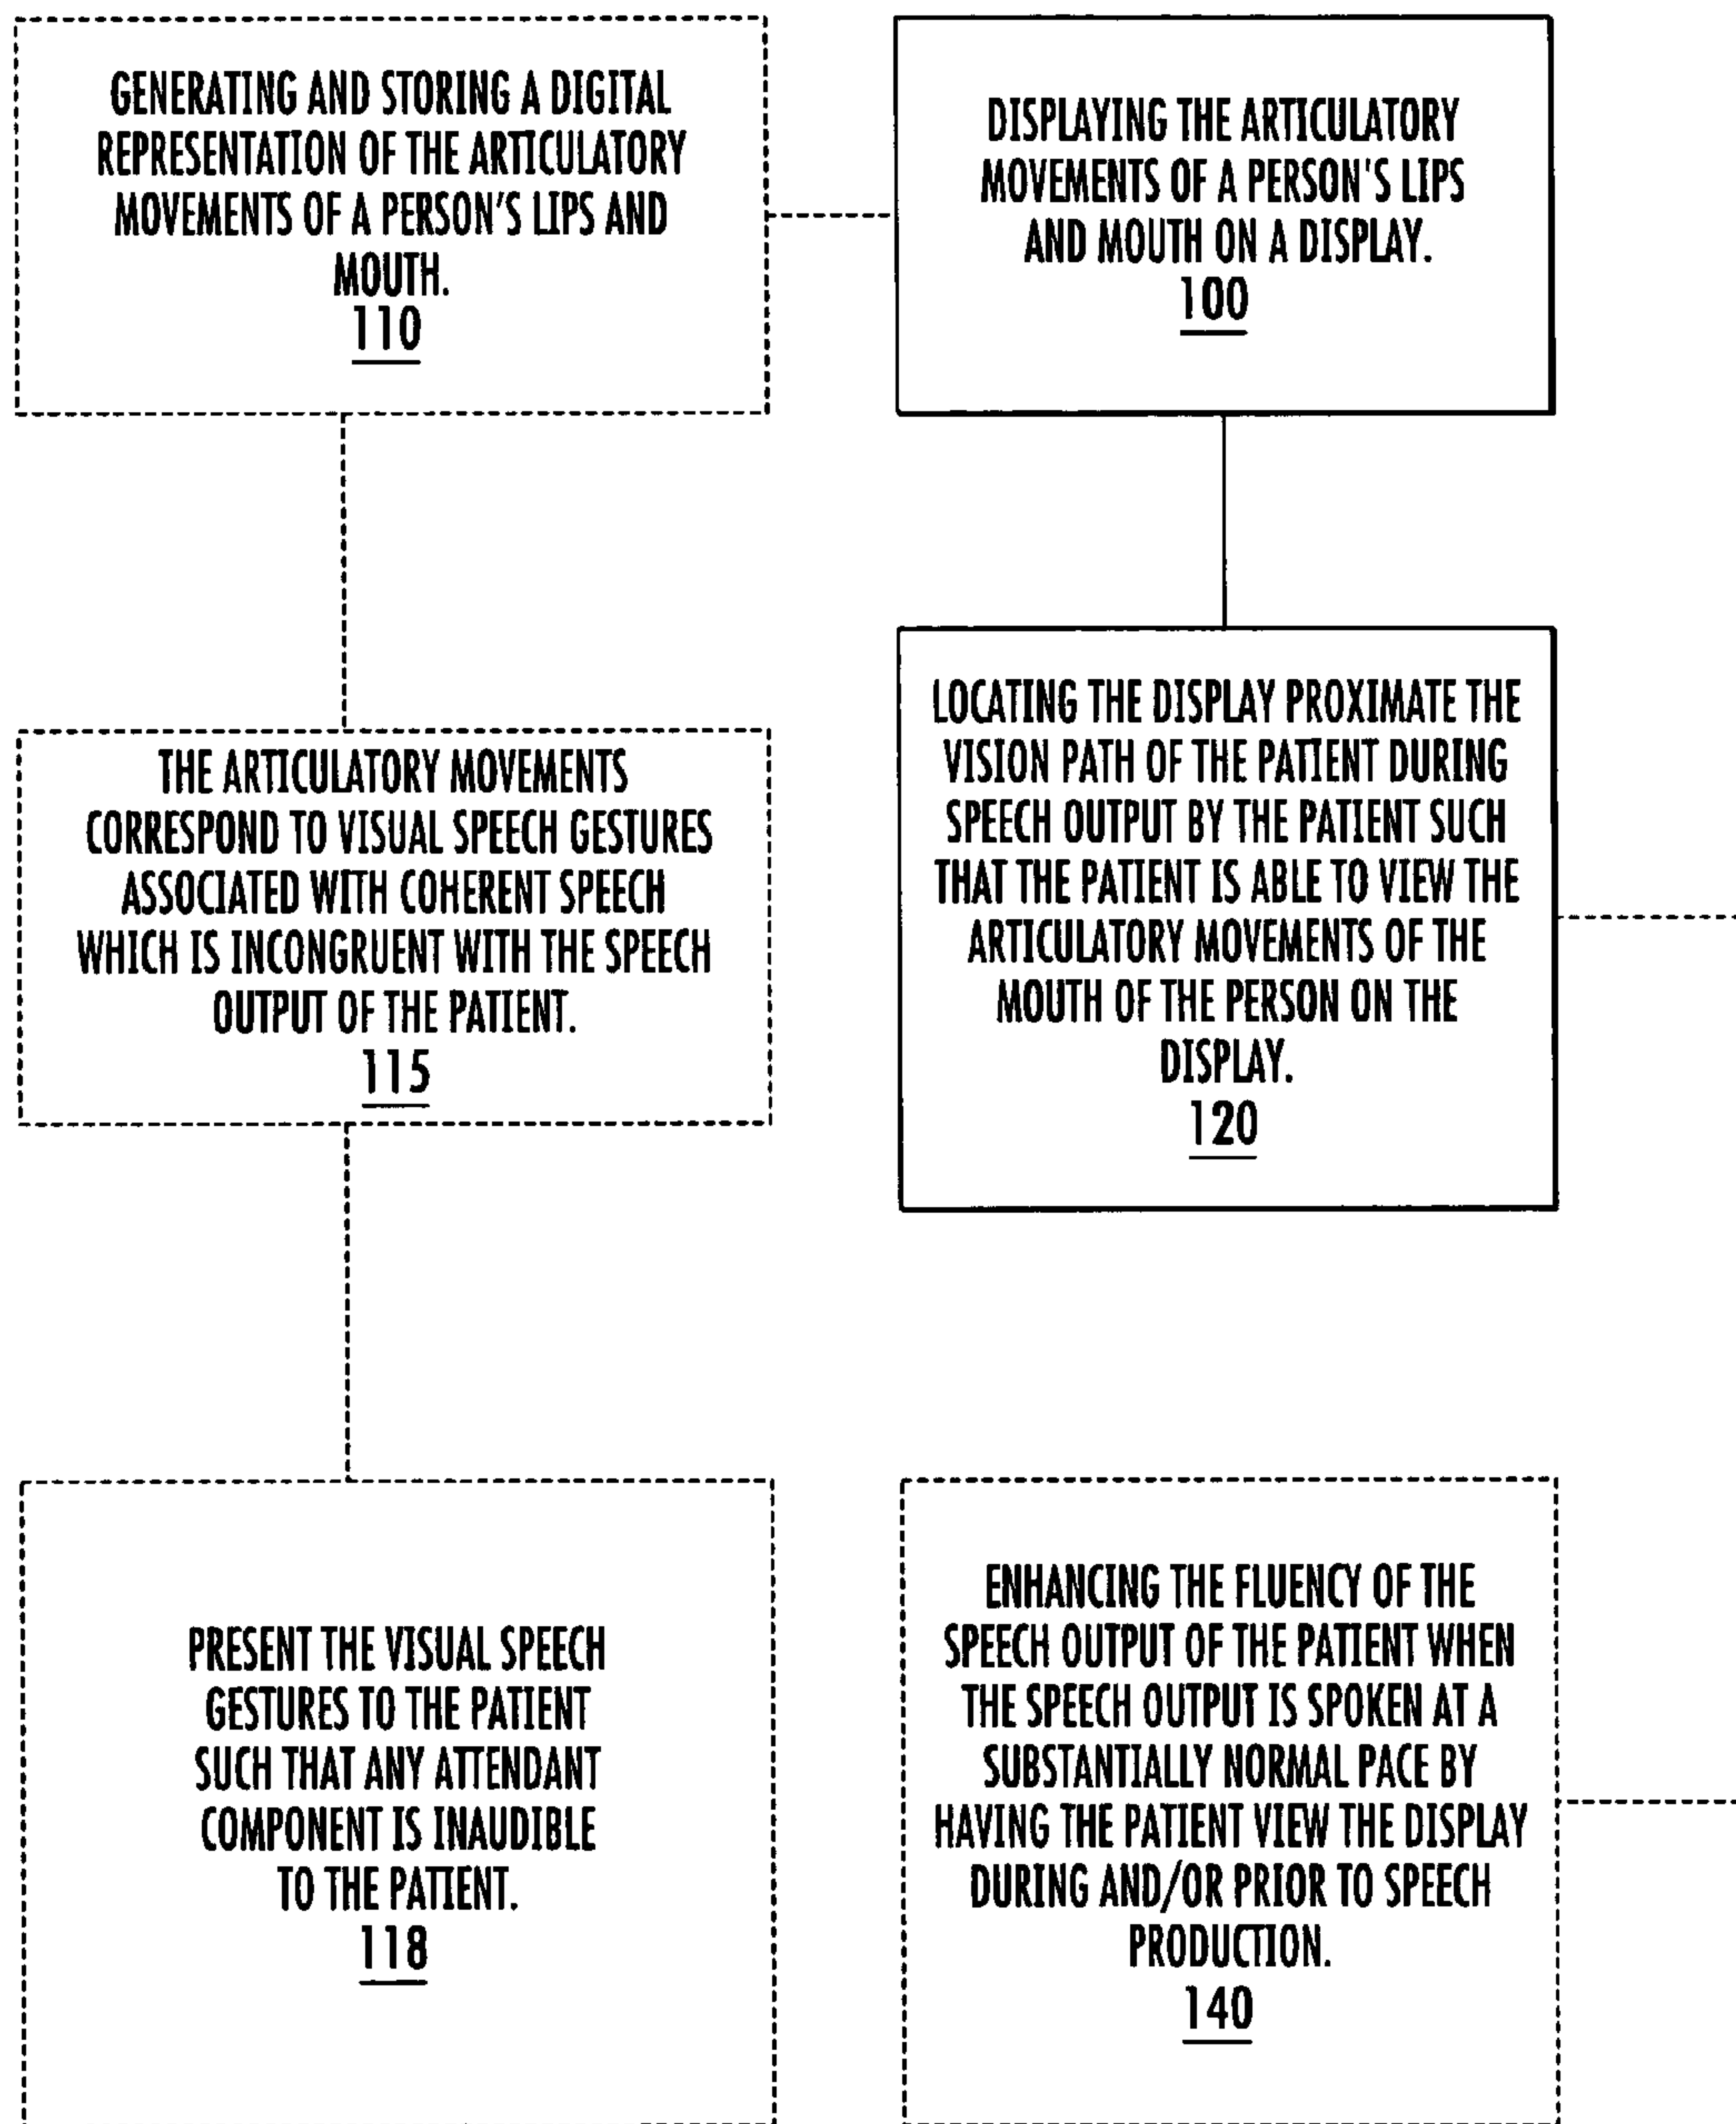 GENERATING AND STORING A DIGITAL
REPRESENTATION OF THE ARTICULATORY
MOVEMENTS OF A PERSON'S LIPS AND
MOUTH.
110
DISPLAYING THE ARTICULATORY
MOVEMENTS OF A PERSON'S LIPS
AND MOUTH ON A DISPLAY.
100
THE ARTICULATORY MOVEMENTS
CORRESPOND TO VISUAL SPEECH GESTURES
ASSOCIATED WITH COHERENT SPEECH
WHICH IS INCONGRUENT WITH THE SPEECH
OUTPUT OF THE PATIENT.
115
LOCATING THE DISPLAY PROXIMATE THE
VISION PATH OF THE PATIENT DURING
SPEECH OUTPUT BY THE PATIENT SUCH
THAT THE PATIENT IS ABLE TO VIEW THE
ARTICULATORY MOVEMENTS OF THE
MOUTH OF THE PERSON ON THE
DISPLAY.
120
PRESENT THE VISUAL SPEECH
GESTURES TO THE PATIENT
SUCH THAT ANY ATTENDANT
COMPONENT IS INAUDIBLE
TO THE PATIENT.
118
ENHANCING THE FLUENCY OF THE
SPEECH OUTPUT OF THE PATIENT WHEN
THE SPEECH OUTPUT IS SPOKEN AT A
SUBSTANTIALLY NORMAL PACE BY
HAVING THE PATIENT VIEW THE DISPLAY
DURING AND/OR PRIOR TO SPEECH
PRODUCTION.
140